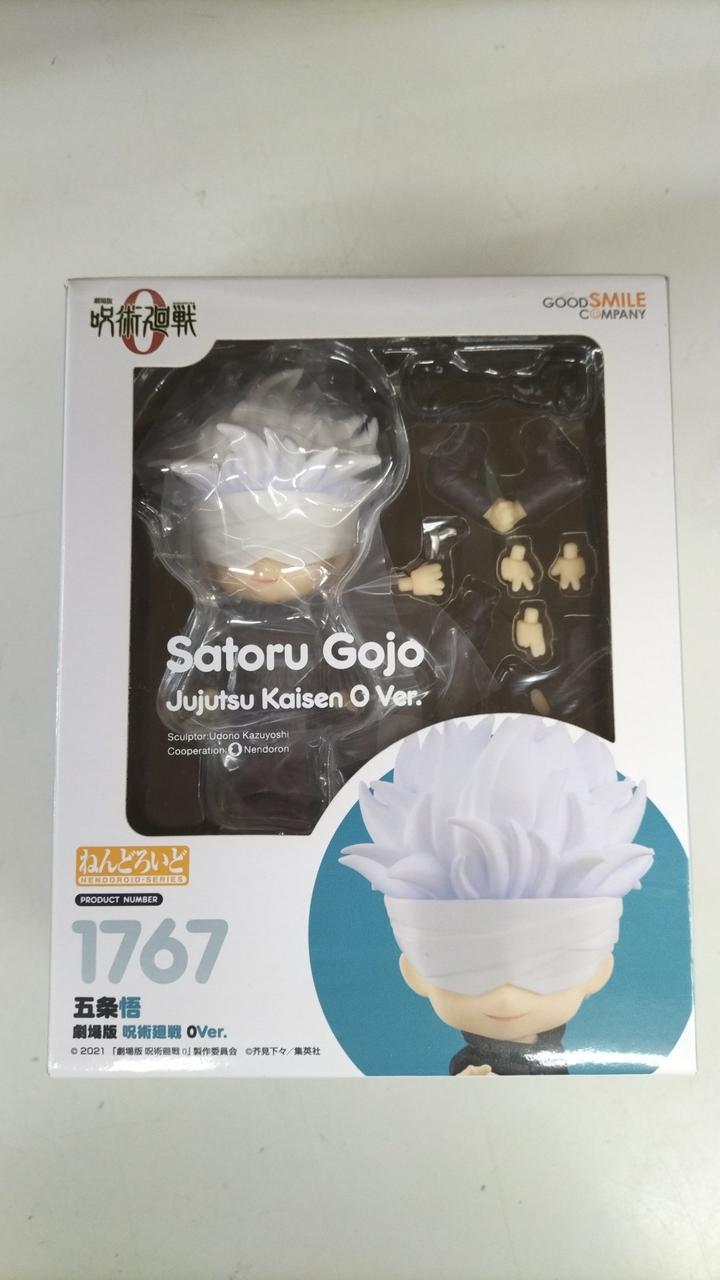 劇場版
呪術廻戦
0
GOOD SMILE
COMPANY
Satoru Gojo
Jujutsu Kaisen 0 Ver.
Sculptor:Udono Kazuyoshi
Cooperation: Nendoron
ねんどろいど
NENDOROID・SERIES
PRODUCT NUMBER
1767
五条悟
劇場版 呪術廻戦 0Ver.
© 2021 「劇場版 呪術廻戦 0」製作委員会 ©芥見下々／集英社